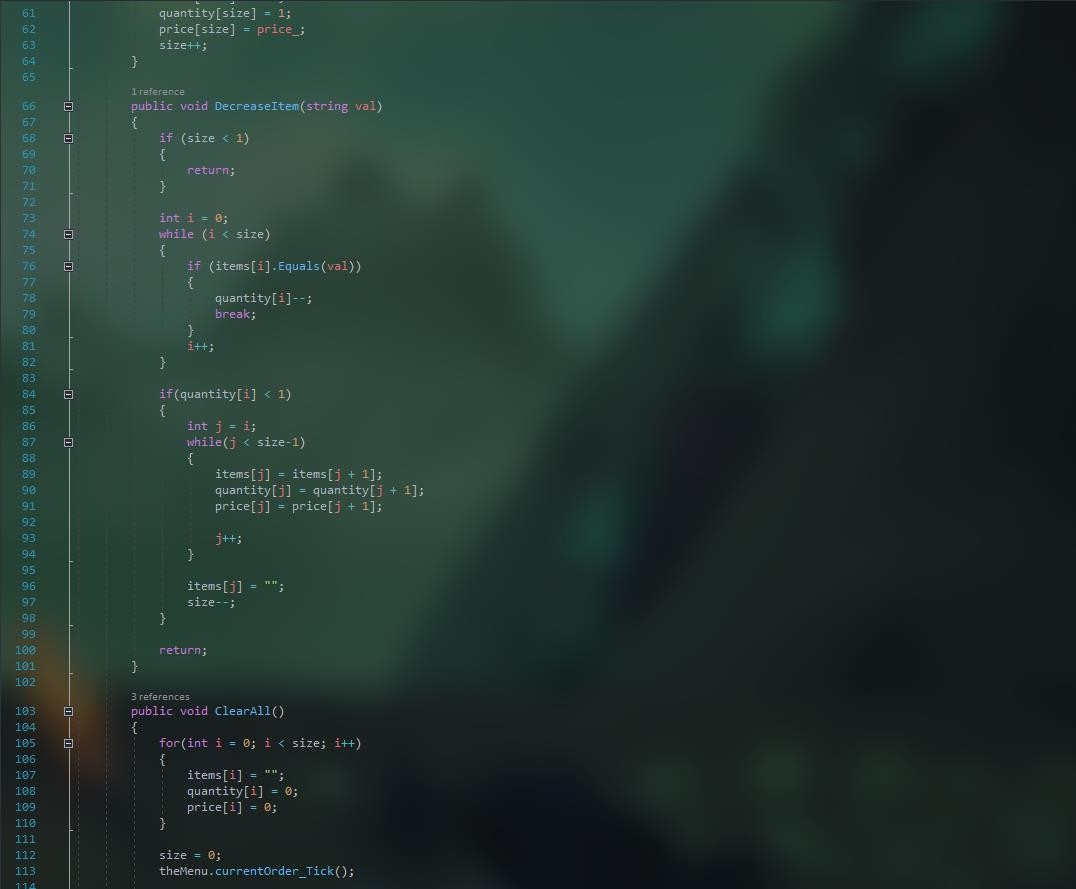 61 quantity[size] = 1;
62 price[size] = price_;
63 size++;
64 }
65
1 reference
66 public void DecreaseItem(string val)
67 {
68 if (size < 1)
69 {
70 return;
71 }
72
73 int i = 0;
74 while (i < size)
75 {
76 if (items[i].Equals(val))
77 {
78 quantity[i]--;
79 break;
80 }
81 i++;
82 }
83
84 if(quantity[i] < 1)
85 {
86 int j = i;
87 while(j < size-1)
88 {
89 items[j] = items[j + 1];
90 quantity[j] = quantity[j + 1];
91 price[j] = price[j + 1];
92
93 j++;
94 }
95
96 items[j] = "";
97 size--;
98 }
99
100 return;
101 }
102
3 references
103 public void ClearAll()
104 {
105 for(int i = 0; i < size; i++)
106 {
107 items[i] = "";
108 quantity[i] = 0;
109 price[i] = 0;
110 }
111
112 size = 0;
113 theMenu.currentOrder_Tick();
114